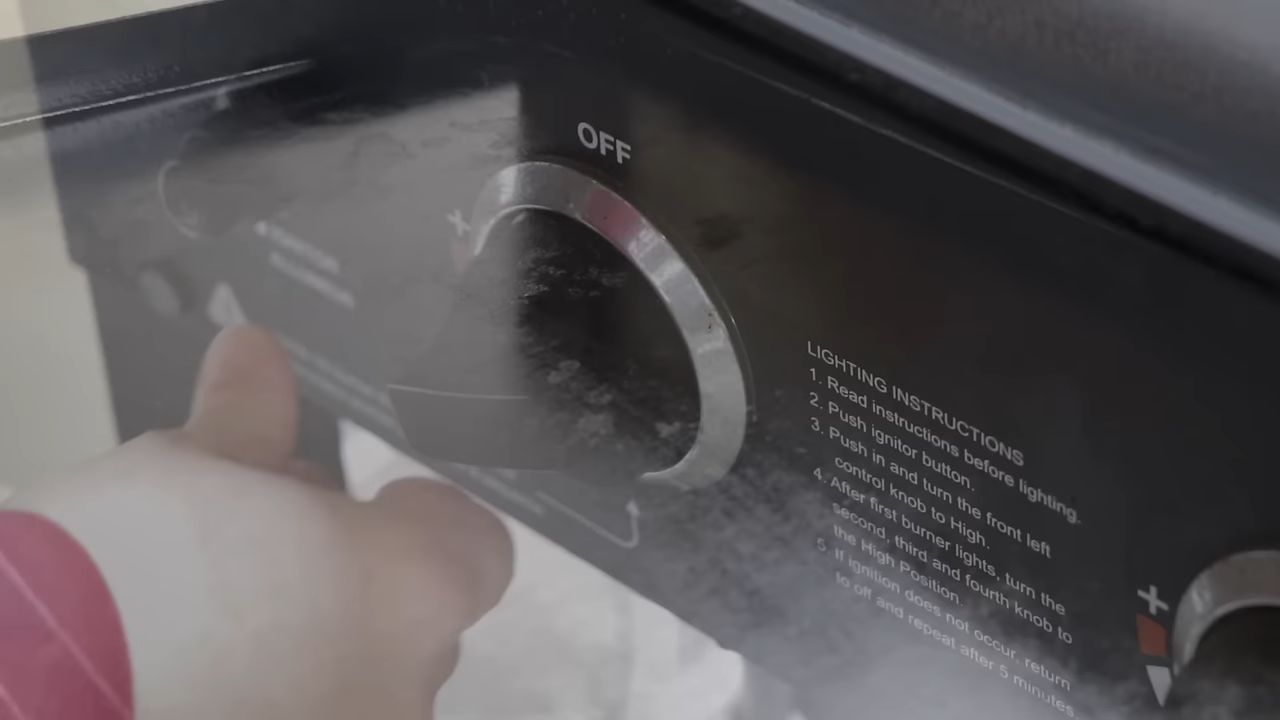 OFF
LIGHTING INSTRUCTIONS
1. Read instructions before lighting.
2. Push ignitor button.
3. Push in and turn the front left
control knob to High.
4. After first burner lights, turn the
second, third and fourth knob to
the High Position.
5. If ignition does not occur, return
to off and repeat after 5 minutes.